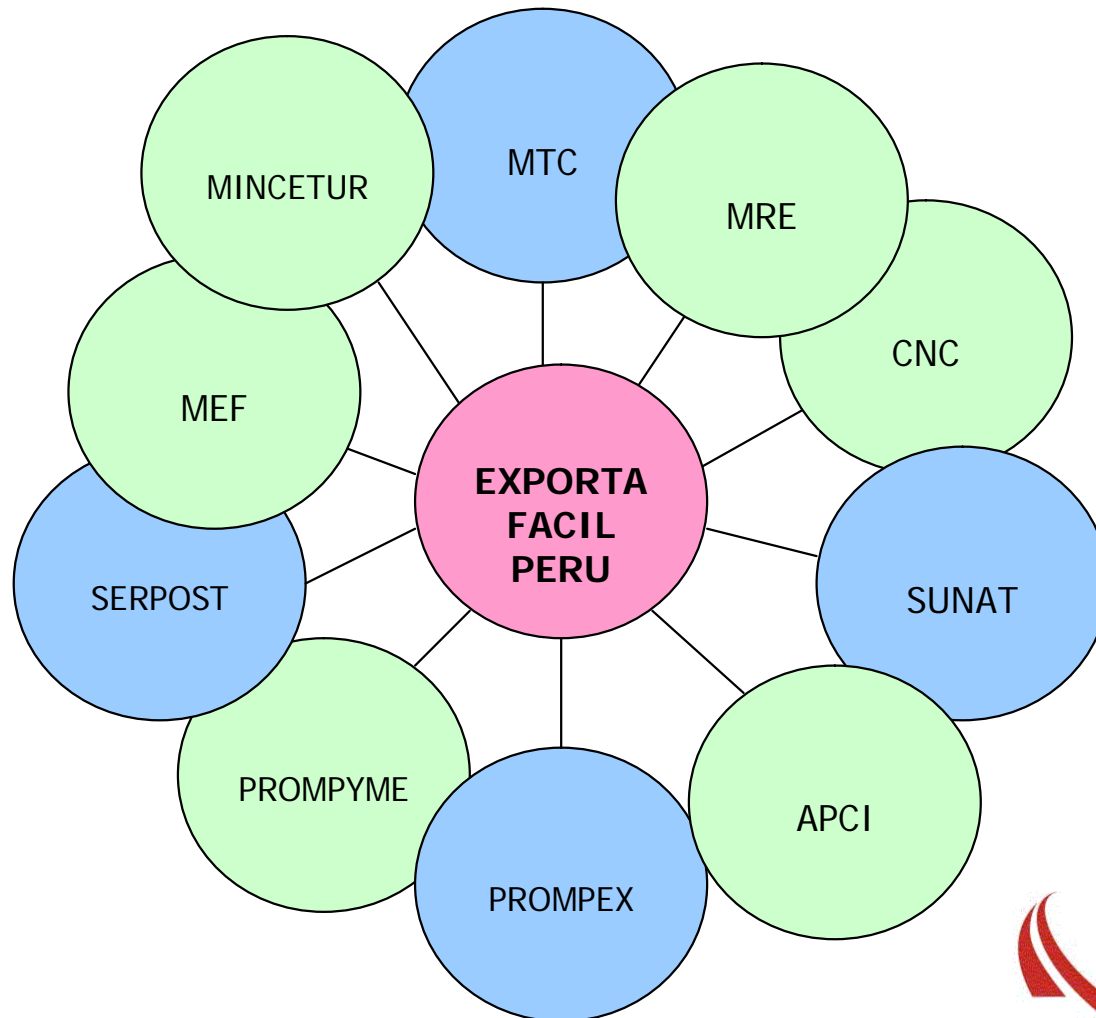 MTC
MINCETUR
MRE
CNC
MEF
EXPORTA
FACIL
PERU
SERPOST
SUNAT
PROMPYME
APCI
PROMPEX